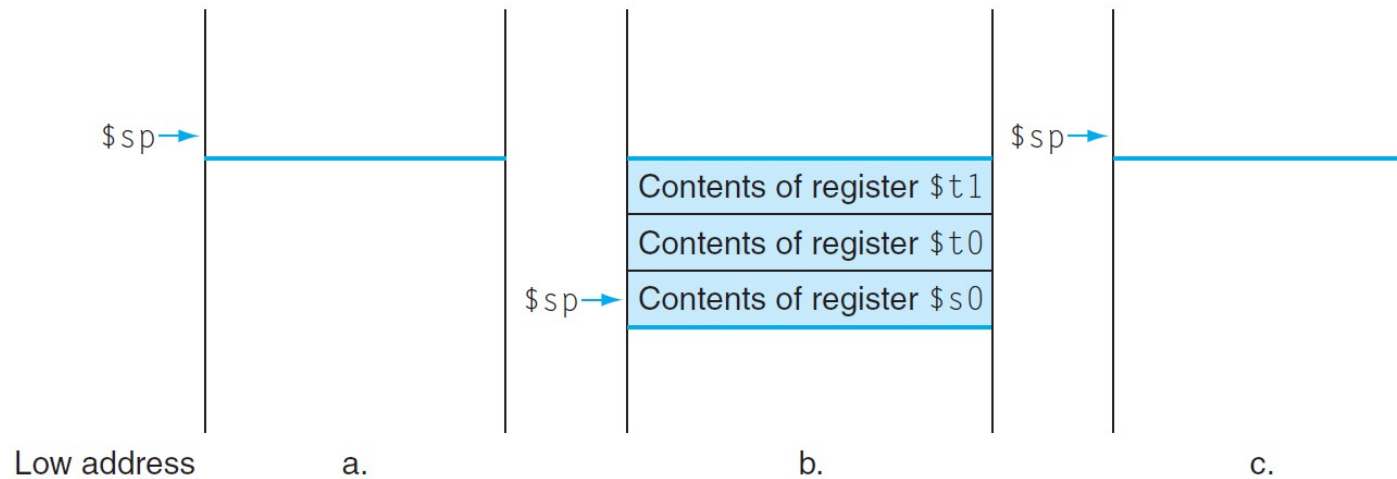 $sp
$sp
Contents of register $t1
Contents of register $t0
$sp
Contents of register $s0
Low address
a.
b.
c.